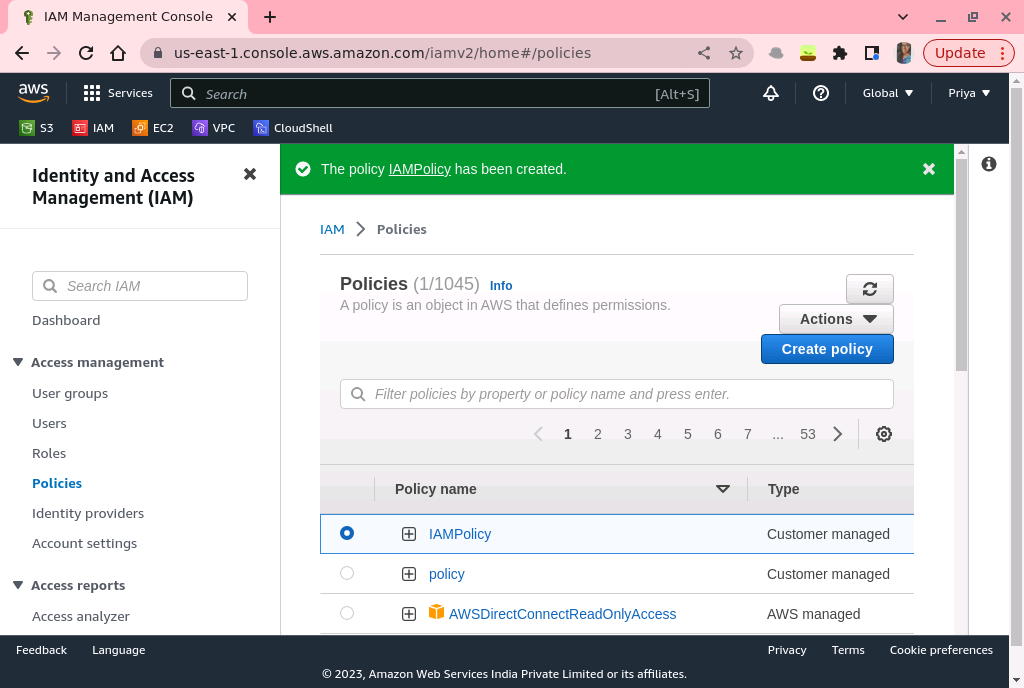 IAM Management Console
us-east-1.console.aws.amazon.com/iamv2/home#/policies
Update
aws
Services
Search
[Alt+S]
Global
Priya
S3
IAM
EC2
VPC
CloudShell
Identity and Access
Management (IAM)
Search IAM
Dashboard
Access management
User groups
Users
Roles
Policies
Identity providers
Account settings
Access reports
Access analyzer
The policy IAMPolicy has been created.
IAM
Policies
Policies (1/1045) Info
A policy is an object in AWS that defines permissions.
Actions
Create policy
Filter policies by property or policy name and press enter.
1 2 3 4 5 6 7 ... 53
Policy name Type
IAMPolicy Customer managed
policy Customer managed
AWSDirectConnectReadOnlyAccess AWS managed
Feedback Language Privacy Terms Cookie preferences
© 2023, Amazon Web Services India Private Limited or its affiliates.